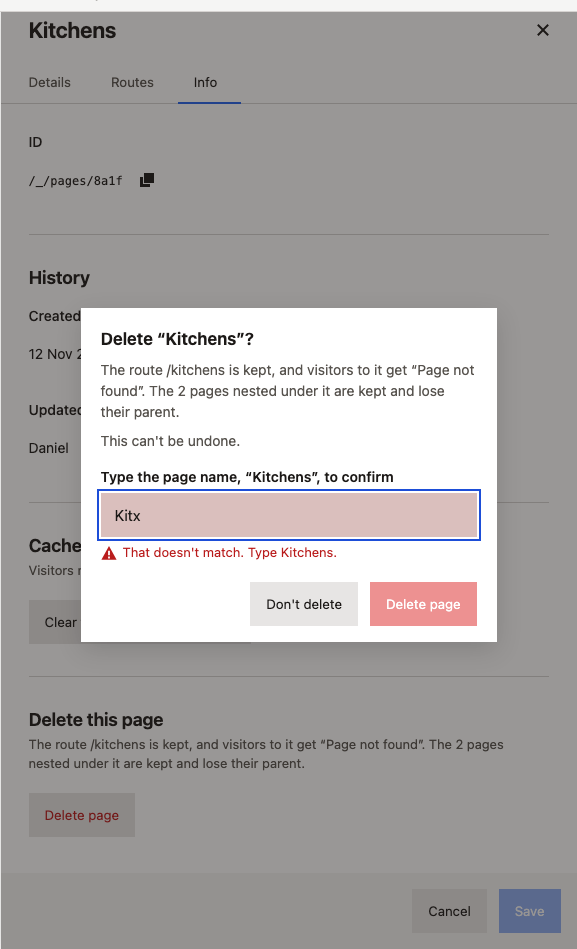 Kitchens
Details
Routes
Info
ID
/_/pages/8a1f
History
Created
12 Nov 2
Updated
Daniel
Delete “Kitchens”?
The route /kitchens is kept, and visitors to it get “Page not
found”. The 2 pages nested under it are kept and lose
their parent.
This can't be undone.
Type the page name, “Kitchens”, to confirm
Kitx
That doesn't match. Type Kitchens.
Don't delete
Delete page
Cache
Visitors
Clear
Delete this page
The route /kitchens is kept, and visitors to it get “Page not found”. The 2 pages
nested under it are kept and lose their parent.
Delete page
Cancel
Save